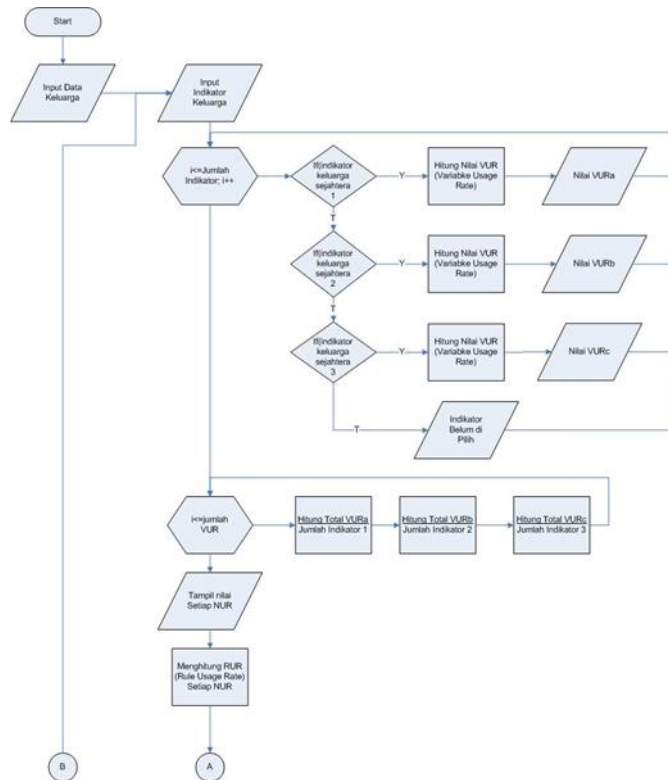 Start
Input Data
Keluarga
Input
Indikator
Keluarga
i<=Jumlah
Indikator; i++
If(indikator
keluarga
sejahtera
1
Y
Hitung Nilai VUR
(Variabke Usage
Rate)
Nilai VURa
T
If(indikator
keluarga
sejahtera
2
Y
Hitung Nilai VUR
(Variabke Usage
Rate)
Nilai VURb
T
If(indikator
keluarga
sejahtera
3
Y
Hitung Nilai VUR
(Variabke Usage
Rate)
Nilai VURc
T
Indikator
Belum di
Pilih
i<=jumlah
VUR
Hitung Total VURa
Jumlah Indikator 1
Hitung Total VURb
Jumlah Indikator 2
Hitung Total VURc
Jumlah Indikator 3
Tampil nilai
Setiap NUR
Menghitung RUR
(Rule Usage Rate)
Setiap NUR
B
A